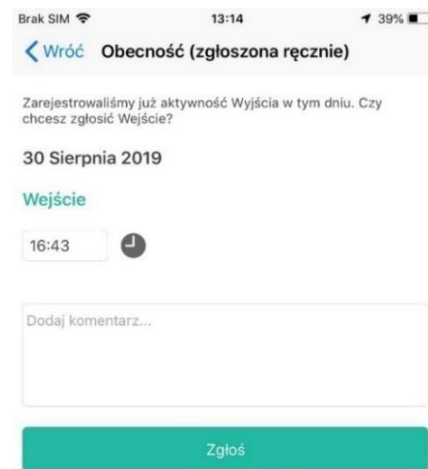 Brak SIM 13:14 39%
Wróć Obecność (zgłoszona ręcznie)
Zarejestrowaliśmy już aktywność Wyjścia w tym dniu. Czy
chcesz zgłosić Wejście?
30 Sierpnia 2019
Wejście
16:43
Dodaj komentarz...
Zgłoś